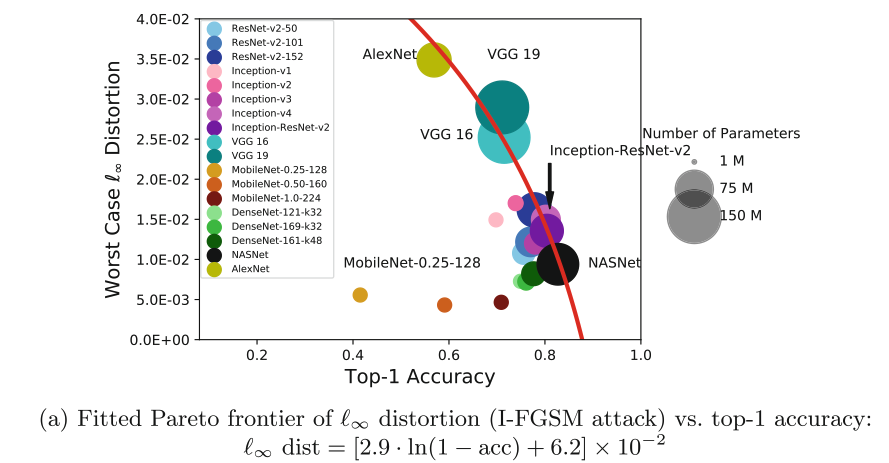 4.0E-02
3.5E-02
3.0E-02
2.5E-02
2.0E-02
1.5E-02
1.0E-02
5.0E-03
0.0E+00
Worst Case ℓ∞ Distortion
ResNet-v2-50
ResNet-v2-101
ResNet-v2-152
Inception-v1
Inception-v2
Inception-v3
Inception-v4
Inception-ResNet-v2
VGG 16
VGG 19
MobileNet-0.25-128
MobileNet-0.50-160
MobileNet-1.0-224
DenseNet-121-k32
DenseNet-169-k32
DenseNet-161-k48
NASNet
AlexNet
AlexNet
VGG 19
VGG 16
Inception-ResNet-v2
MobileNet-0.25-128
NASNet
Number of Parameters
1 M
75 M
150 M
0.2 0.4 0.6 0.8 1.0
Top-1 Accuracy
(a) Fitted Pareto frontier of ℓ∞ distortion (I-FGSM attack) vs. top-1 accuracy:
ℓ∞ dist = [2.9 · ln(1 − acc) + 6.2] × 10⁻²